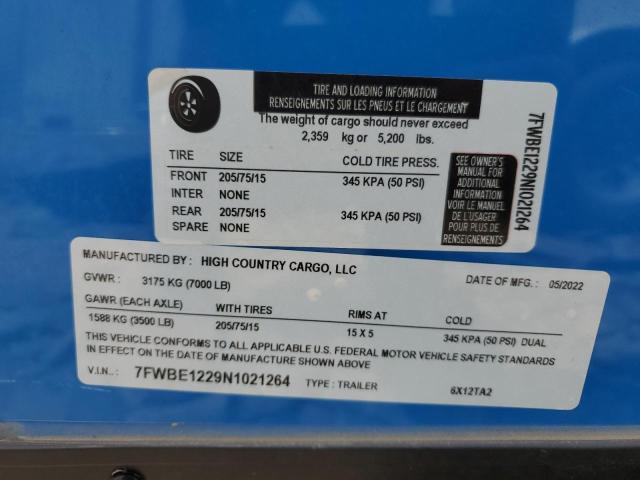 TIRE AND LOADING INFORMATION
RENSEIGNEMENTS SUR LES PNEUS ET LE CHARGEMENT
The weight of cargo should never exceed
2,359 kg or 5,200 lbs.
TIRE SIZE COLD TIRE PRESS.
FRONT 205/75/15 345 KPA (50 PSI)
INTER NONE
REAR 205/75/15 345 KPA (50 PSI)
SPARE NONE
SEE OWNER'S
MANUAL FOR
ADDITIONAL
INFORMATION
VOIR LE MANUEL
DE L'USAGER
POUR PLUS DE
RENSEIGNEMENTS
7FWBE1229N1021264
MANUFACTURED BY: HIGH COUNTRY CARGO, LLC DATE OF MFG.: 05/2022
GVWR: 3175 KG (7000 LB)
GAWR (EACH AXLE) WITH TIRES RIMS AT COLD
1588 KG (3500 LB) 205/75/15 15 X 5 345 KPA (50 PSI) DUAL
THIS VEHICLE CONFORMS TO ALL APPLICABLE U.S. FEDERAL MOTOR VEHICLE SAFETY STANDARDS
IN EFFECT ON THE DATE OF MANUFACTURE SHOWN ABOVE.
V.I.N..: 7FWBE1229N1021264 TYPE: TRAILER 6X12TA2